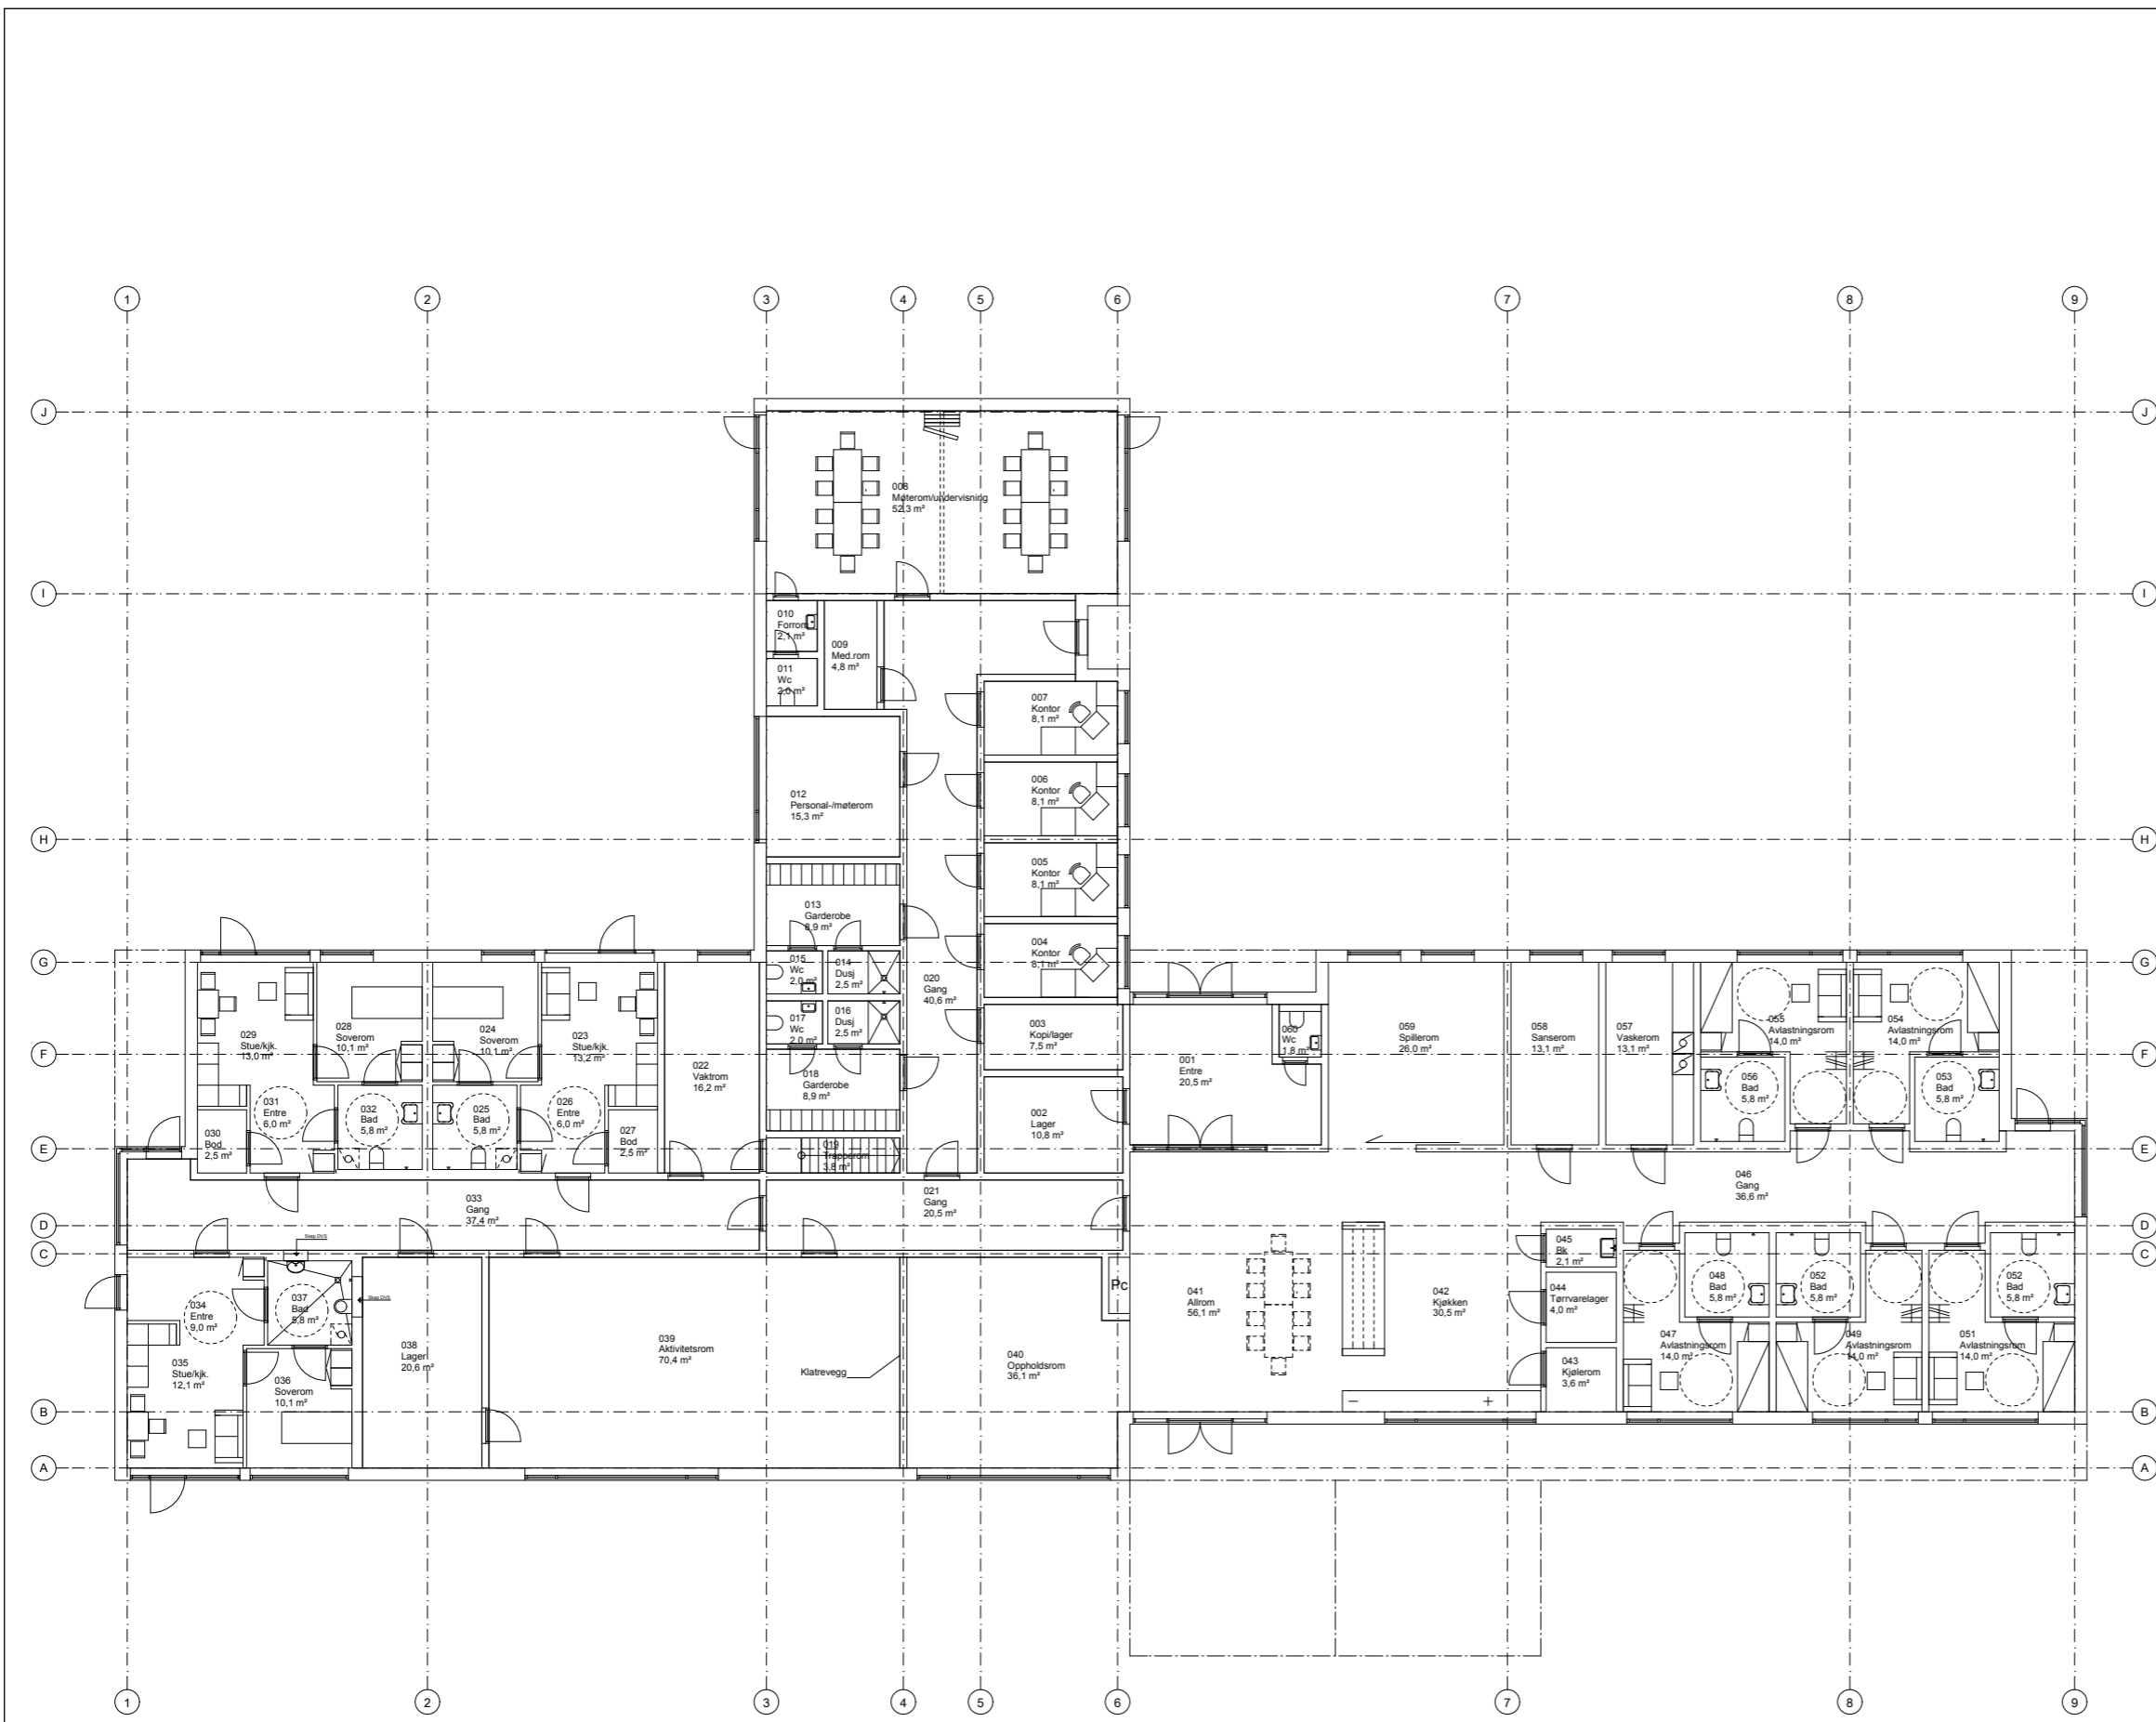 1 2 3 4 5 6 7 8 9
J J
008
Møterom/undervisning
52,3 m²
I I
010
Forrom
2,1 m²
009
Med.rom
4,8 m²
011
Wc
2,0 m²
007
Kontor
8,1 m²
006
Kontor
8,1 m²
012
Personal-/møterom
15,3 m²
H H
005
Kontor
8,1 m²
013
Garderobe
8,9 m²
004
Kontor
8,1 m²
G G
015
Wc
2,0 m²
014
Dusj
2,5 m²
020
Gang
40,6 m²
017
Wc
2,0 m²
016
Dusj
2,5 m²
003
Kopi/lager
7,5 m²
029
Stue/kjk.
13,0 m²
028
Soverom
10,1 m²
024
Soverom
10,1 m²
023
Stue/kjk.
13,2 m²
060
Wc
1,8 m²
059
Spillerom
26,0 m²
058
Sanserom
13,1 m²
057
Vaskerom
13,1 m²
055
Avlastningsrom
14,0 m²
054
Avlastningsrom
14,0 m²
F F
022
Vaktrom
16,2 m²
018
Garderobe
8,9 m²
001
Entre
20,5 m²
002
Lager
10,8 m²
056
Bad
5,8 m²
053
Bad
5,8 m²
031
Entre
6,0 m²
032
Bad
5,8 m²
025
Bad
5,8 m²
026
Entre
6,0 m²
030
Bod
2,5 m²
027
Bod
2,5 m²
E E
019
Trapperom
3,8 m²
033
Gang
37,4 m²
021
Gang
20,5 m²
046
Gang
36,6 m²
D D
C C
Skap DVS
045
Bk
2,1 m²
034
Entre
9,0 m²
037
Bad
5,8 m²
Skap DVS
Pc
041
Allrom
56,1 m²
042
Kjøkken
30,5 m²
044
Tørrvarelager
4,0 m²
048
Bad
5,8 m²
052
Bad
5,8 m²
052
Bad
5,8 m²
038
Lager
20,6 m²
039
Aktivitetsrom
70,4 m²
Klatrevegg
040
Oppholdsrom
36,1 m²
043
Kjølerom
3,6 m²
047
Avlastningsrom
14,0 m²
049
Avlastningsrom
14,0 m²
051
Avlastningsrom
14,0 m²
035
Stue/kjk.
12,1 m²
036
Soverom
10,1 m²
B B
A A
1 2 3 4 5 6 7 8 9